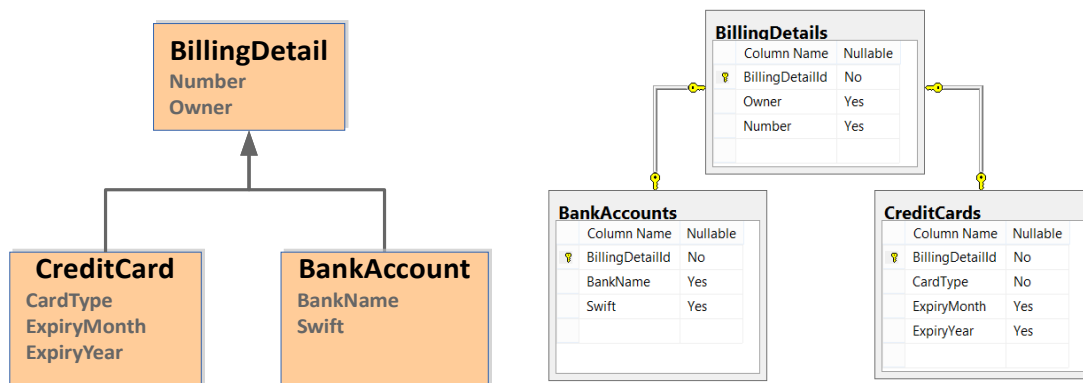 BillingDetail
Number
Owner
CreditCard
CardType
ExpiryMonth
ExpiryYear
BankAccount
BankName
Swift
BillingDetails
Column Name Nullable
BillingDetailId No
Owner Yes
Number Yes
BankAccounts
Column Name Nullable
BillingDetailId No
BankName Yes
Swift Yes
CreditCards
Column Name Nullable
BillingDetailId No
CardType No
ExpiryMonth Yes
ExpiryYear Yes